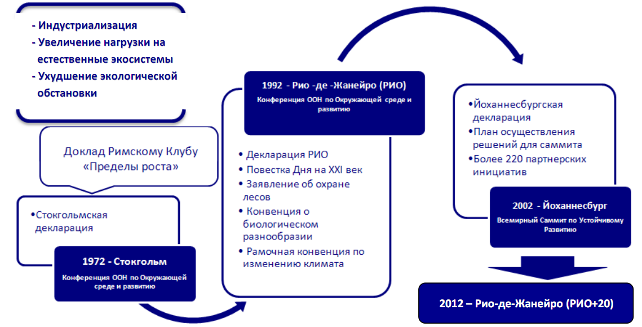 - Индустриализация
- Увеличение нагрузки на
естественные экосистемы
- Ухудшение экологической
обстановки
Доклад Римскому Клубу
«Пределы роста»
• Стокгольмская
декларация
1972 - Стокгольм
Конференция ООН по Окружающей
среде и развитию
1992 - Рио -де -Жанейро (РИО)
Конференция ООН по Окружающей среде и
развитию
• Декларация РИО
• Повестка Дня на XXI век
• Заявление об охране
лесов
• Конвенция о
биологическом
разнообразии
• Рамочная конвенция по
изменению климата
• Йоханнесбургская
декларация
• План осуществления
решений для саммита
• Более 220 партнерских
инициатив
2002 - Йоханнесбург
Всемирный Саммит по Устойчивому
Развитию
2012 – Рио-де-Жанейро (РИО+20)